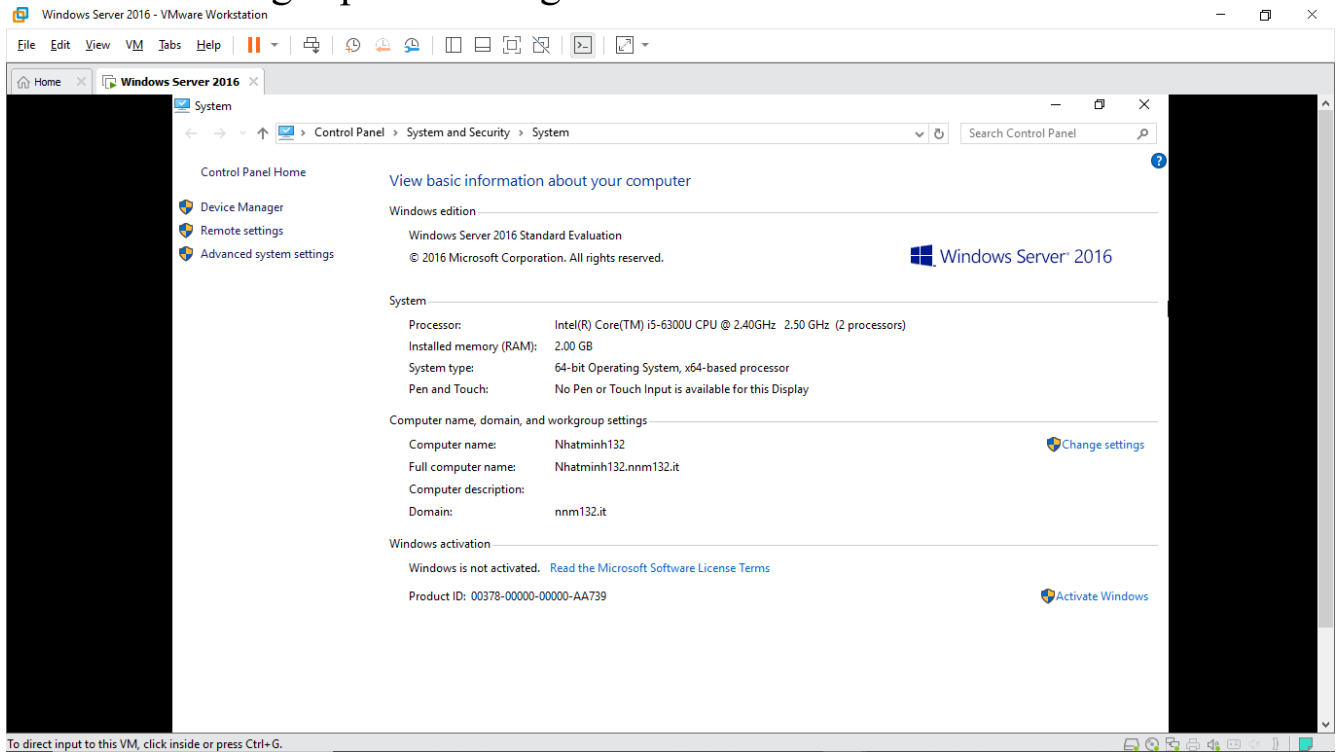 Windows Server 2016 - VMware Workstation
File Edit View VM Tabs Help
Home Windows Server 2016
System
Control Panel › System and Security › System
Search Control Panel
Control Panel Home
Device Manager
Remote settings
Advanced system settings
View basic information about your computer
Windows edition
Windows Server 2016 Standard Evaluation
© 2016 Microsoft Corporation. All rights reserved.
Windows Server® 2016
System
Processor: Intel(R) Core(TM) i5-6300U CPU @ 2.40GHz 2.50 GHz (2 processors)
Installed memory (RAM): 2.00 GB
System type: 64-bit Operating System, x64-based processor
Pen and Touch: No Pen or Touch Input is available for this Display
Computer name, domain, and workgroup settings
Computer name: Nhatminh132
Change settings
Full computer name: Nhatminh132.nnm132.it
Computer description:
Domain: nnm132.it
Windows activation
Windows is not activated. Read the Microsoft Software License Terms
Product ID: 00378-00000-00000-AA739
Activate Windows
To direct input to this VM, click inside or press Ctrl+G.